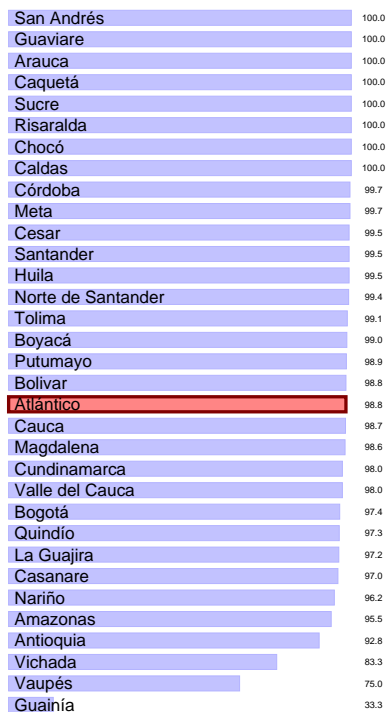 San Andrés 100.0
Guaviare 100.0
Arauca 100.0
Caquetá 100.0
Sucre 100.0
Risaralda 100.0
Chocó 100.0
Caldas 100.0
Córdoba 99.7
Meta 99.7
Cesar 99.5
Santander 99.5
Huila 99.5
Norte de Santander 99.4
Tolima 99.1
Boyacá 99.0
Putumayo 98.9
Bolivar 98.8
Atlántico 98.8
Cauca 98.7
Magdalena 98.6
Cundinamarca 98.0
Valle del Cauca 98.0
Bogotá 97.4
Quindío 97.3
La Guajira 97.2
Casanare 97.0
Nariño 96.2
Amazonas 95.5
Antioquia 92.8
Vichada 83.3
Vaupés 75.0
Guainía 33.3